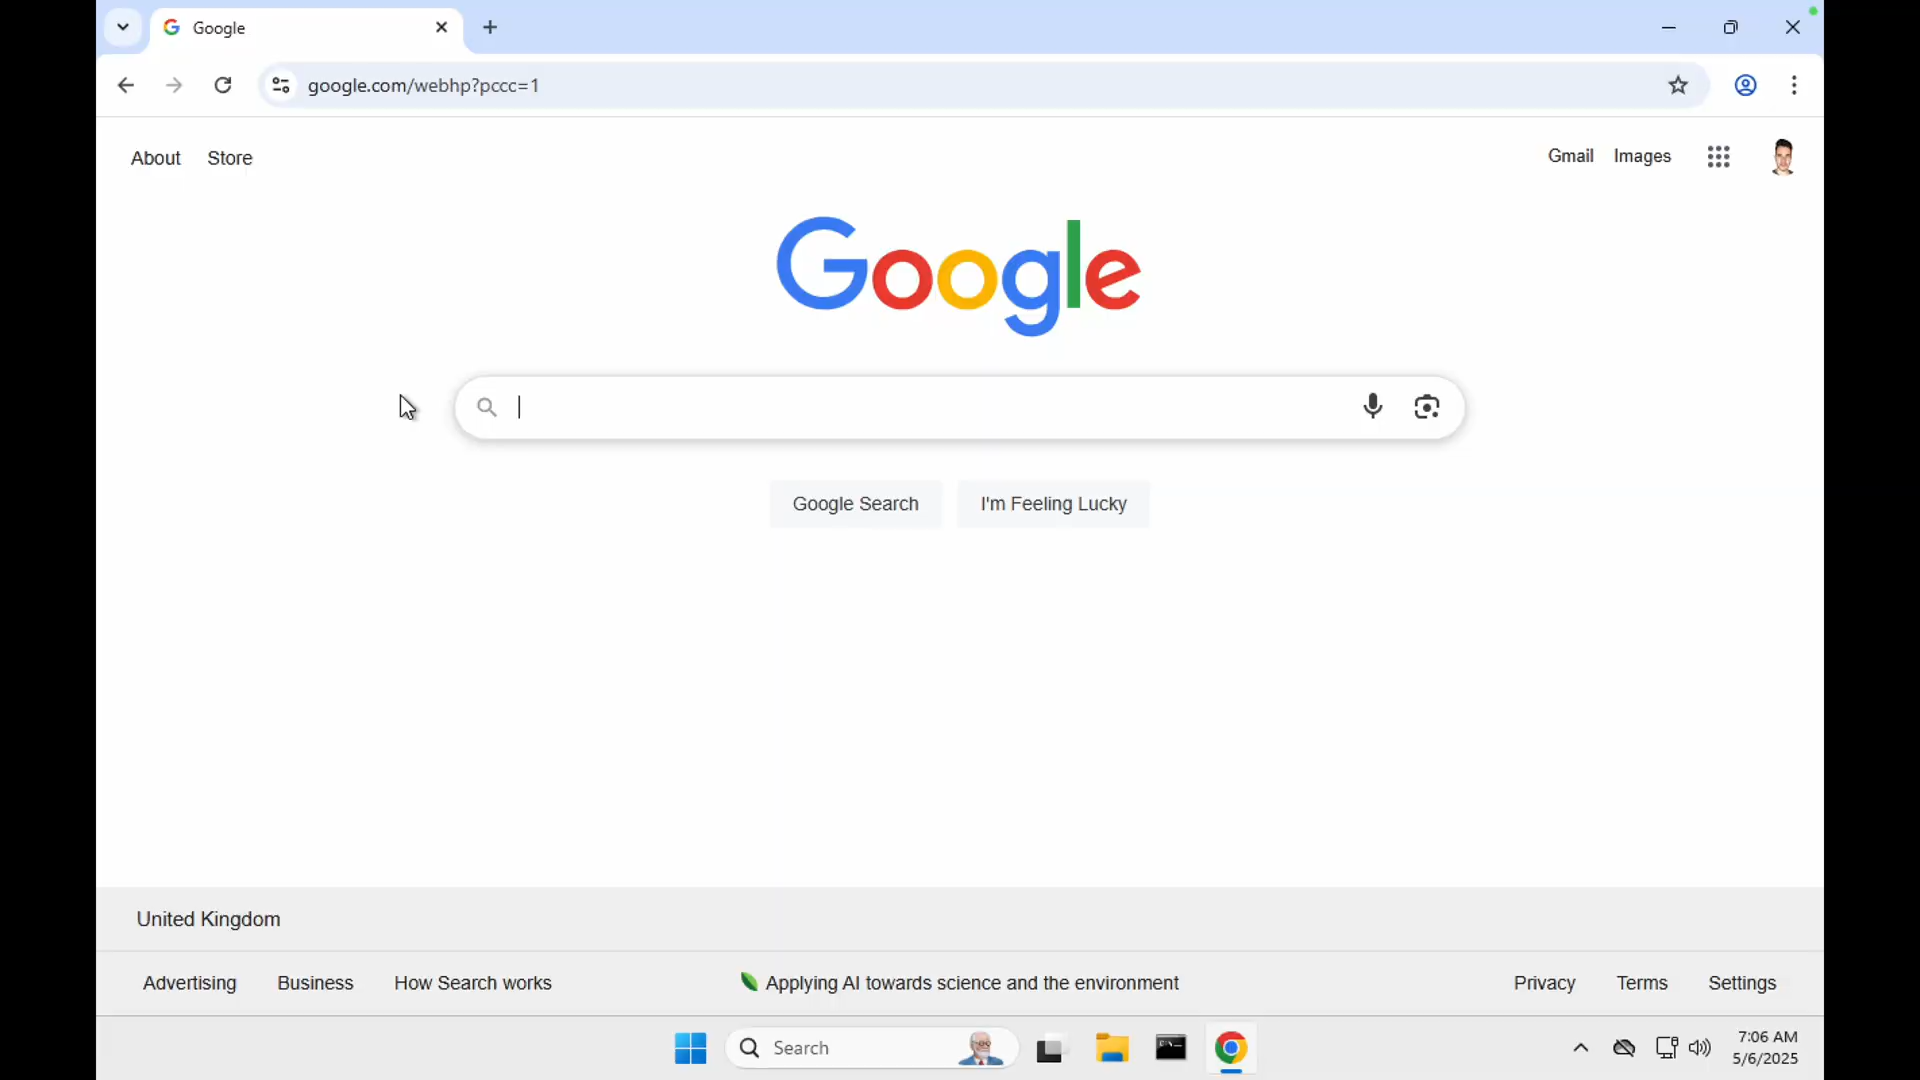 Google
google.com/webhp?pccc=1
About Store
Gmail Images
Google
Google Search I'm Feeling Lucky
United Kingdom
Advertising Business How Search works
Applying AI towards science and the environment
Privacy Terms Settings
Search
7:06 AM
5/6/2025